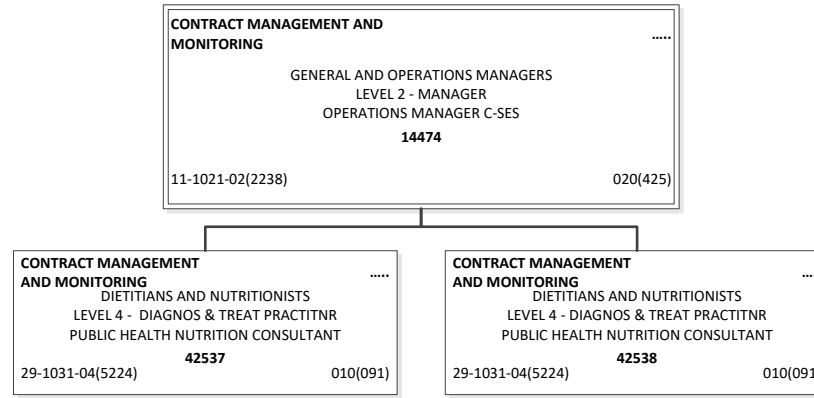 CONTRACT MANAGEMENT AND
MONITORING
…..
GENERAL AND OPERATIONS MANAGERS
LEVEL 2 - MANAGER
OPERATIONS MANAGER C-SES
14474
11-1021-02(2238) 020(425)
CONTRACT MANAGEMENT
AND MONITORING
…..
DIETITIANS AND NUTRITIONISTS
LEVEL 4 - DIAGNOS & TREAT PRACTITNR
PUBLIC HEALTH NUTRITION CONSULTANT
42537
29-1031-04(5224) 010(091)
CONTRACT MANAGEMENT
AND MONITORING
...
DIETITIANS AND NUTRITIONISTS
LEVEL 4 - DIAGNOS & TREAT PRACTITNR
PUBLIC HEALTH NUTRITION CONSULTANT
42538
29-1031-04(5224) 010(091